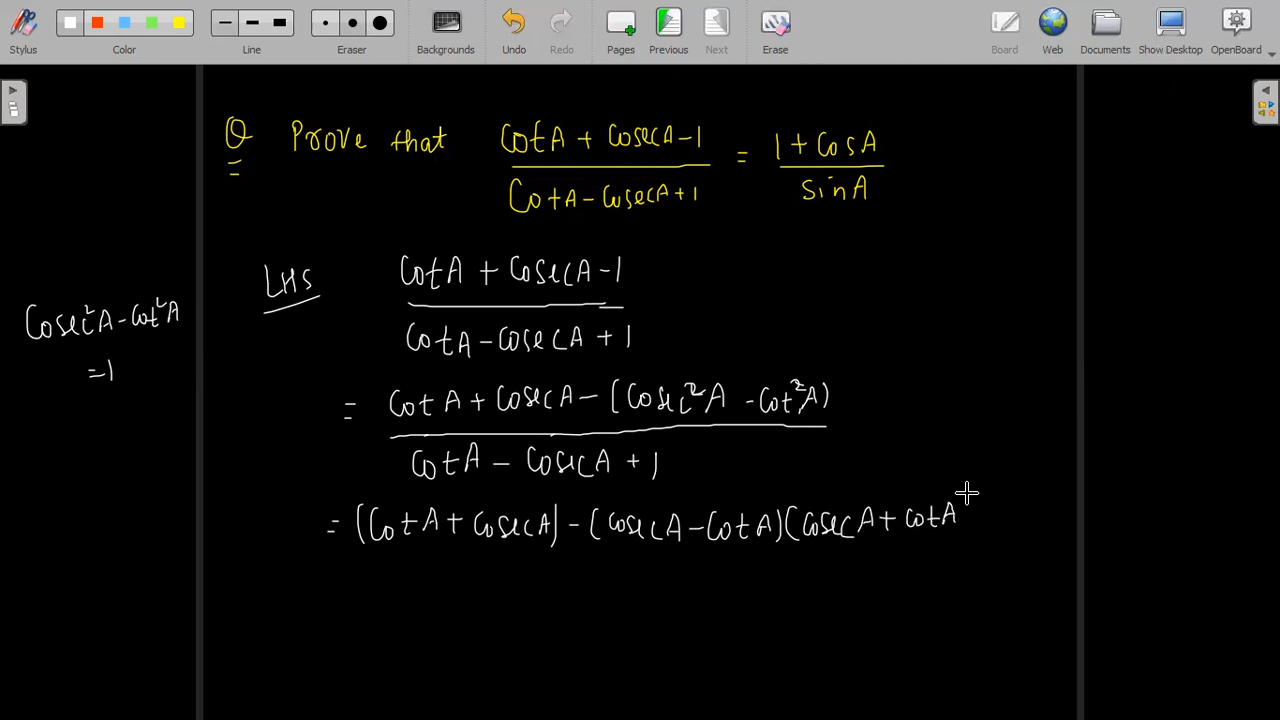 Stylus Color Line Eraser Backgrounds Undo Redo Pages Previous Next Erase Board Web Documents Show Desktop OpenBoard
Q Prove that (cotA + cosecA-1)/(CotA-cosecA+1) = (1+CosA)/(sinA)
LHS (CotA + CosecA-1)/(CotA-cosecA+1)
Cosec²A-Cot²A
=1
= (CotA + CosecA-(Cosec²A -Cot²A))/(CotA - CosecA +1)
= (CotA + CosecA)-(cosecA-CotA)(CosecA+cotA